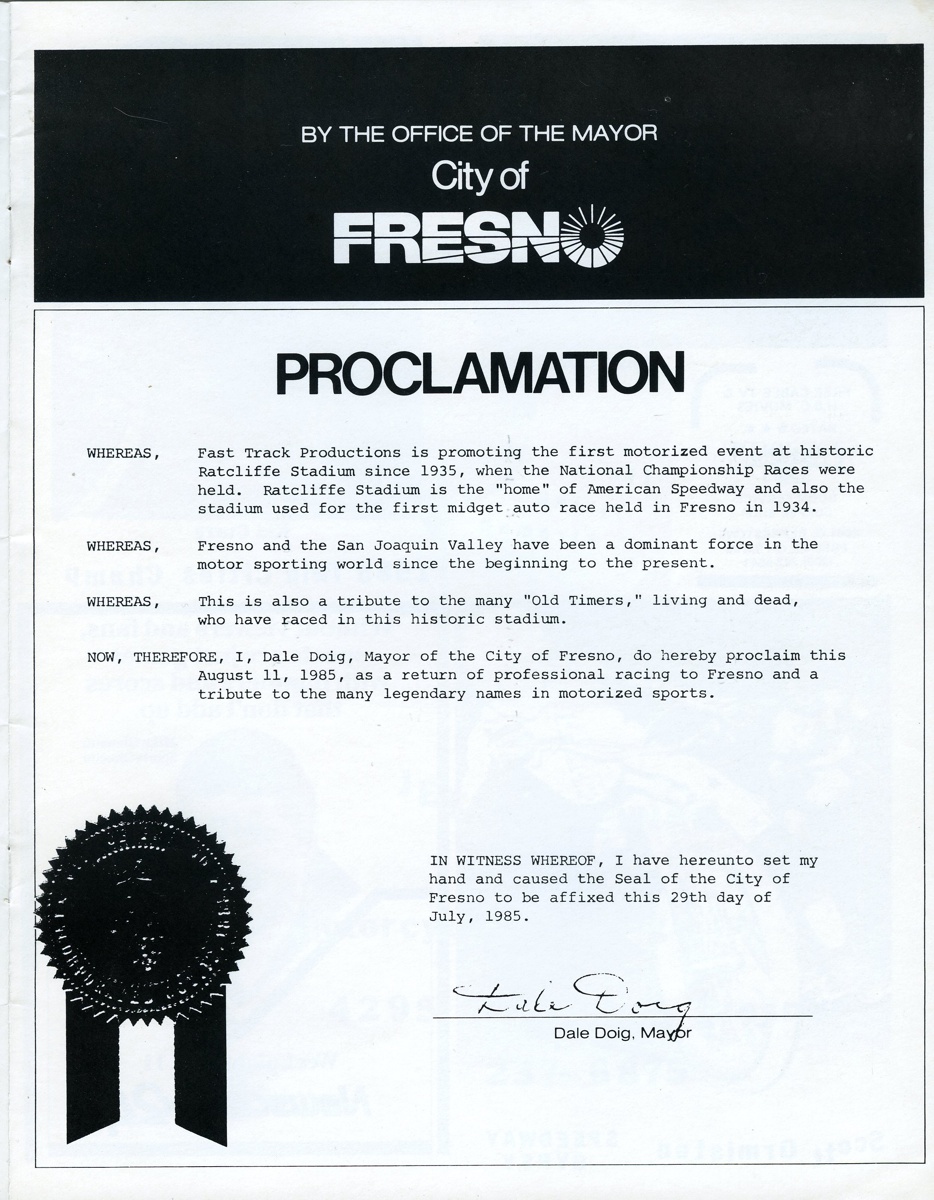 BY THE OFFICE OF THE MAYOR
City of
FRESNO
PROCLAMATION
WHEREAS, Fast Track Productions is promoting the first motorized event at historic
Ratcliffe Stadium since 1935, when the National Championship Races were
held. Ratcliffe Stadium is the "home" of American Speedway and also the
stadium used for the first midget auto race held in Fresno in 1934.
WHEREAS, Fresno and the San Joaquin Valley have been a dominant force in the
motor sporting world since the beginning to the present.
WHEREAS, This is also a tribute to the many "Old Timers," living and dead,
who have raced in this historic stadium.
NOW, THEREFORE, I, Dale Doig, Mayor of the City of Fresno, do hereby proclaim this
August 11, 1985, as a return of professional racing to Fresno and a
tribute to the many legendary names in motorized sports.
IN WITNESS WHEREOF, I have hereunto set my
hand and caused the Seal of the City of
Fresno to be affixed this 29th day of
July, 1985.
Dale Doig
Dale Doig, Mayor